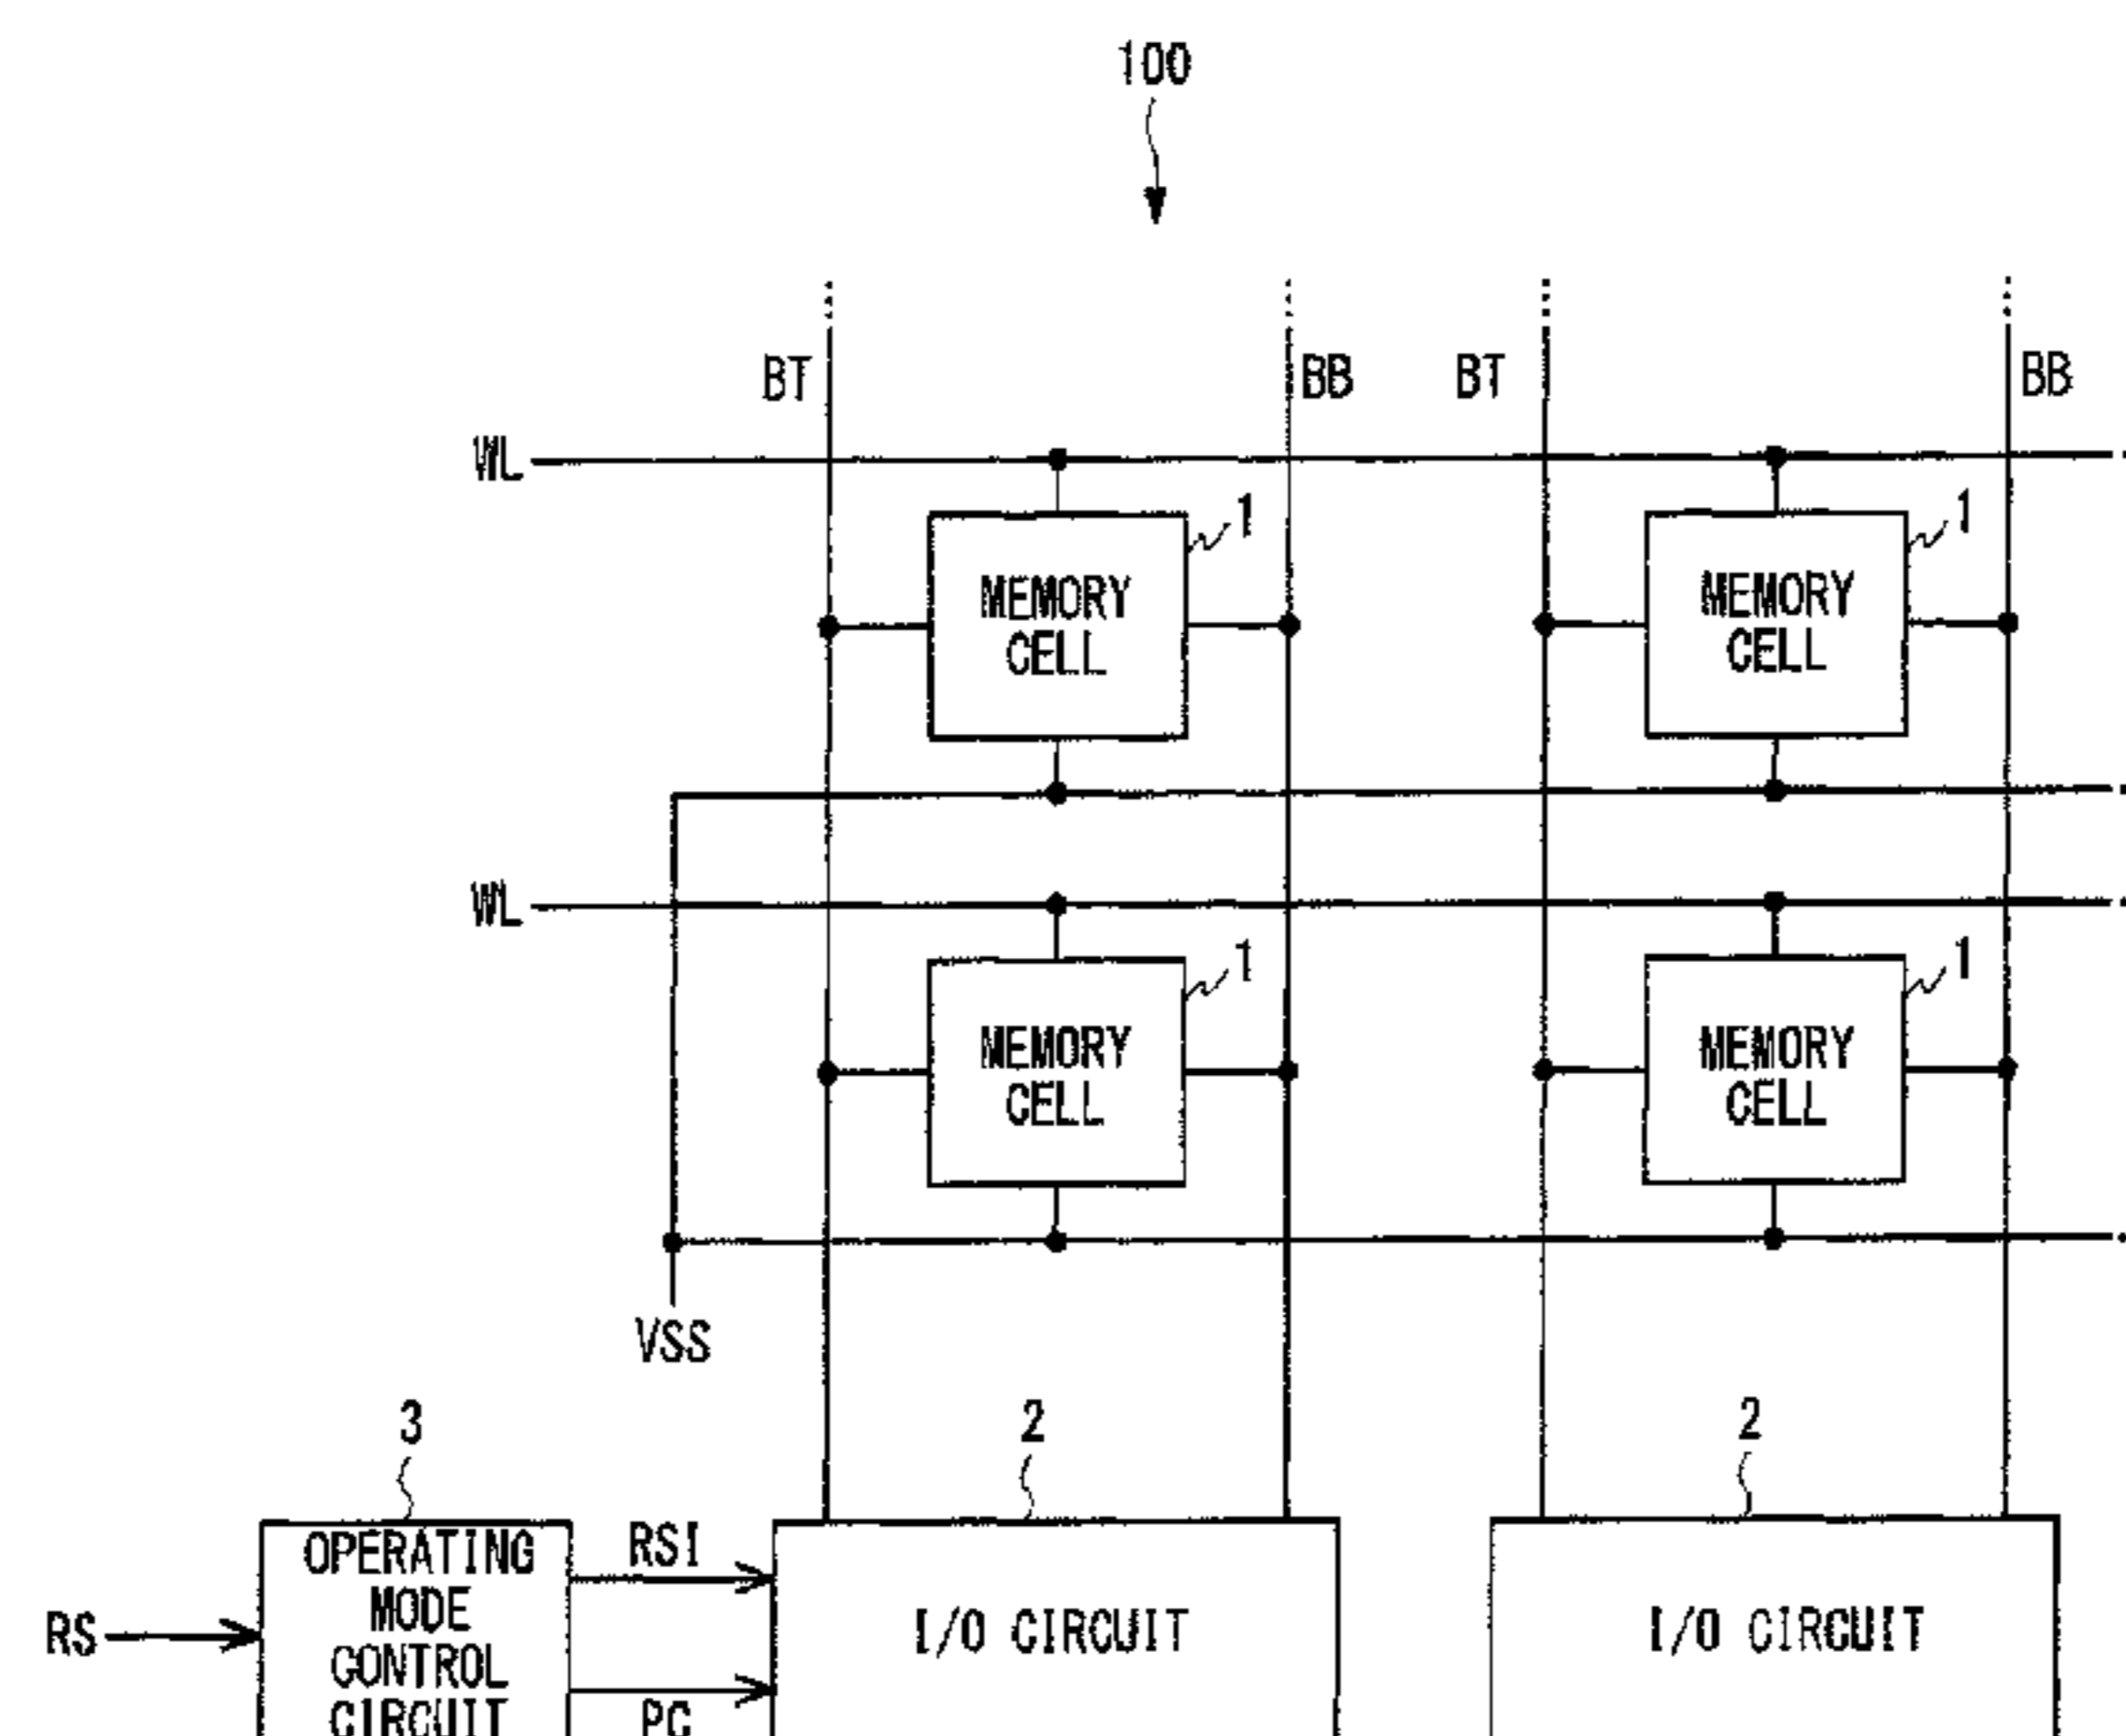 100
BT
BB
BT
BB
WL
1
1
MEMORY
CELL
MEMORY
CELL
WL
1
1
MEMORY
CELL
MEMORY
CELL
VSS
3
2
2
OPERATING
MODE
CONTROL
CIRCUIT
RS
RSI
PC
I/O CIRCUIT
I/O CIRCUIT